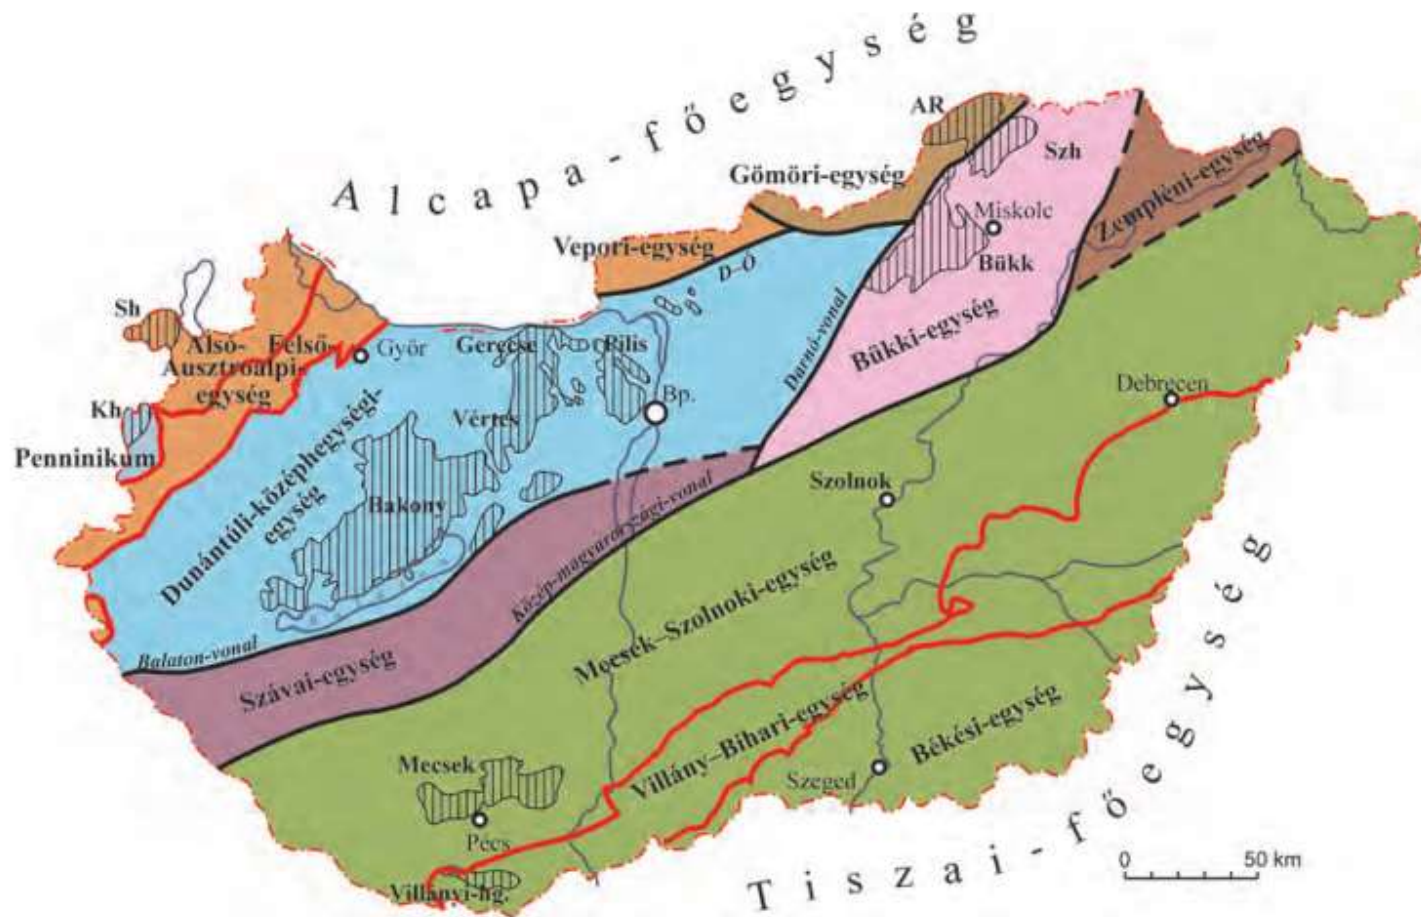 Alcapa-főegység
AR
Szh
Gömöri-egység
Zempléni-egység
Miskolc
Vepori-egység
D-Ó
Bükk
Sh
Darnó-vonal
Bükki-egység
Alsó-
Felső-
Ausztroalpi-
egység
Győr
Gerecse
Pilis
Debrecen
Kh
Bp.
Vértes
Penninikum
Dunántúli-középhegységi-
egység
Bakony
Szolnok
Közép-magyarországi-vonal
Balaton-vonal
Szávai-egység
Mecsek–Szolnoki-egység
Villány–Bihari-egység
Békési-egység
Mecsek
Szeged
Pécs
Villányi-hg.
Tiszai-főegység
0 50 km